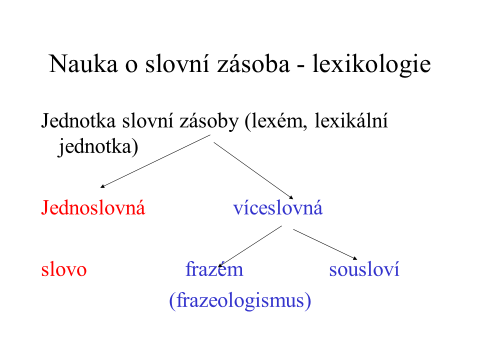 Nauka o slovní zásoba - lexikologie
Jednotka slovní zásoby (lexém, lexikální
jednotka)
Jednoslovná víceslovná
slovo frazém sousloví
(frazeologismus)